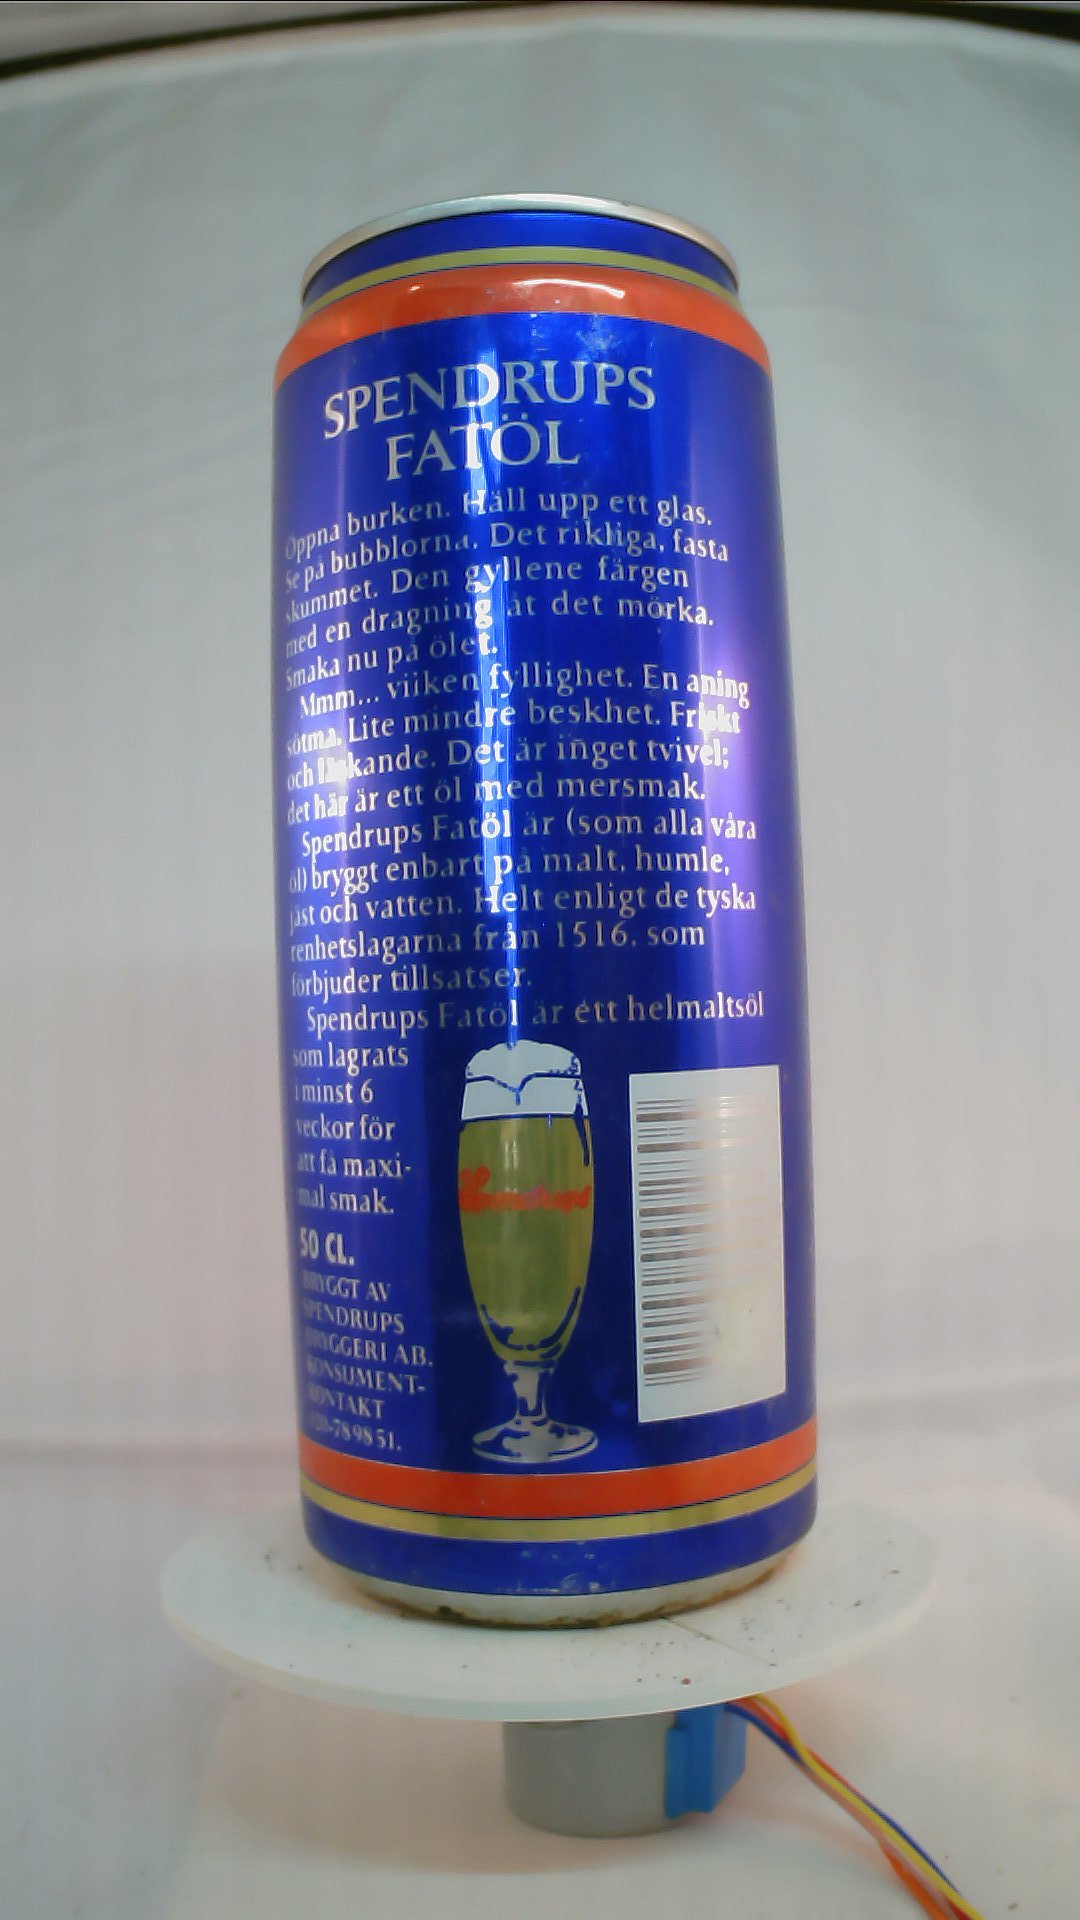 SPENDRUPS
FATÖL
Öppna burken. Häll upp ett glas.
Se på bubblorna. Det rikliga, fasta
skummet. Den gyllene färgen
med en dragning åt det mörka.
Smaka nu på ölet.
Mmm... vilken fyllighet. En aning
sötma. Lite mindre beskhet. Friskt
och läskande. Det är inget tvivel;
det här är ett öl med mersmak.
Spendrups Fatöl är (som alla våra
öl) bryggt enbart på malt, humle,
jäst och vatten. Helt enligt de tyska
renhetslagarna från 1516, som
förbjuder tillsatser.
Spendrups Fatöl är ett helmaltsöl
som lagrats
i minst 6
veckor för
att få maxi-
mal smak.
Spendrups
50 CL.
BRYGGT AV
SPENDRUPS
BRYGGERI AB.
KONSUMENT-
KONTAKT
020-78 98 51.